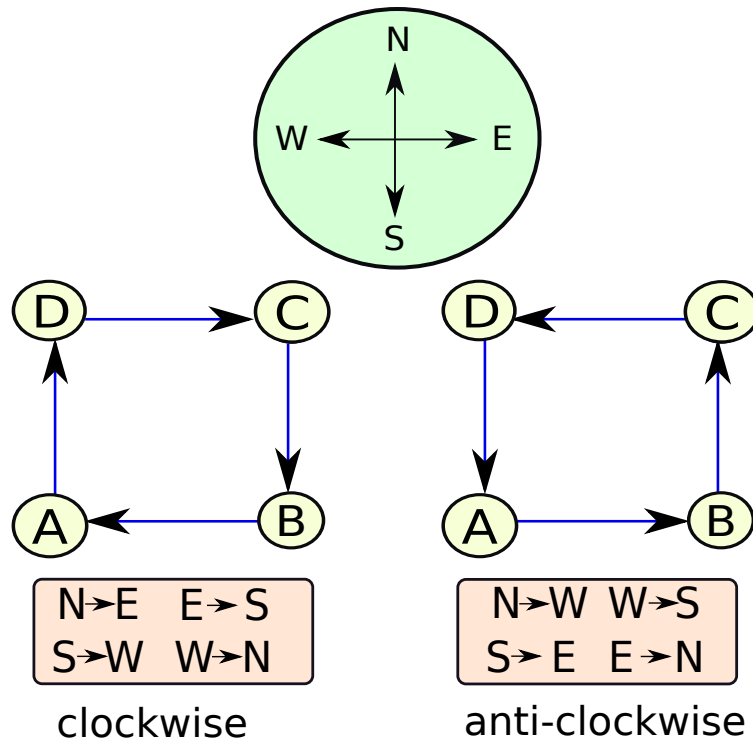 N
W E
S
D C D C
A B A B
N→E E→S N→W W→S
S→W W→N S→E E→N
clockwise anti-clockwise